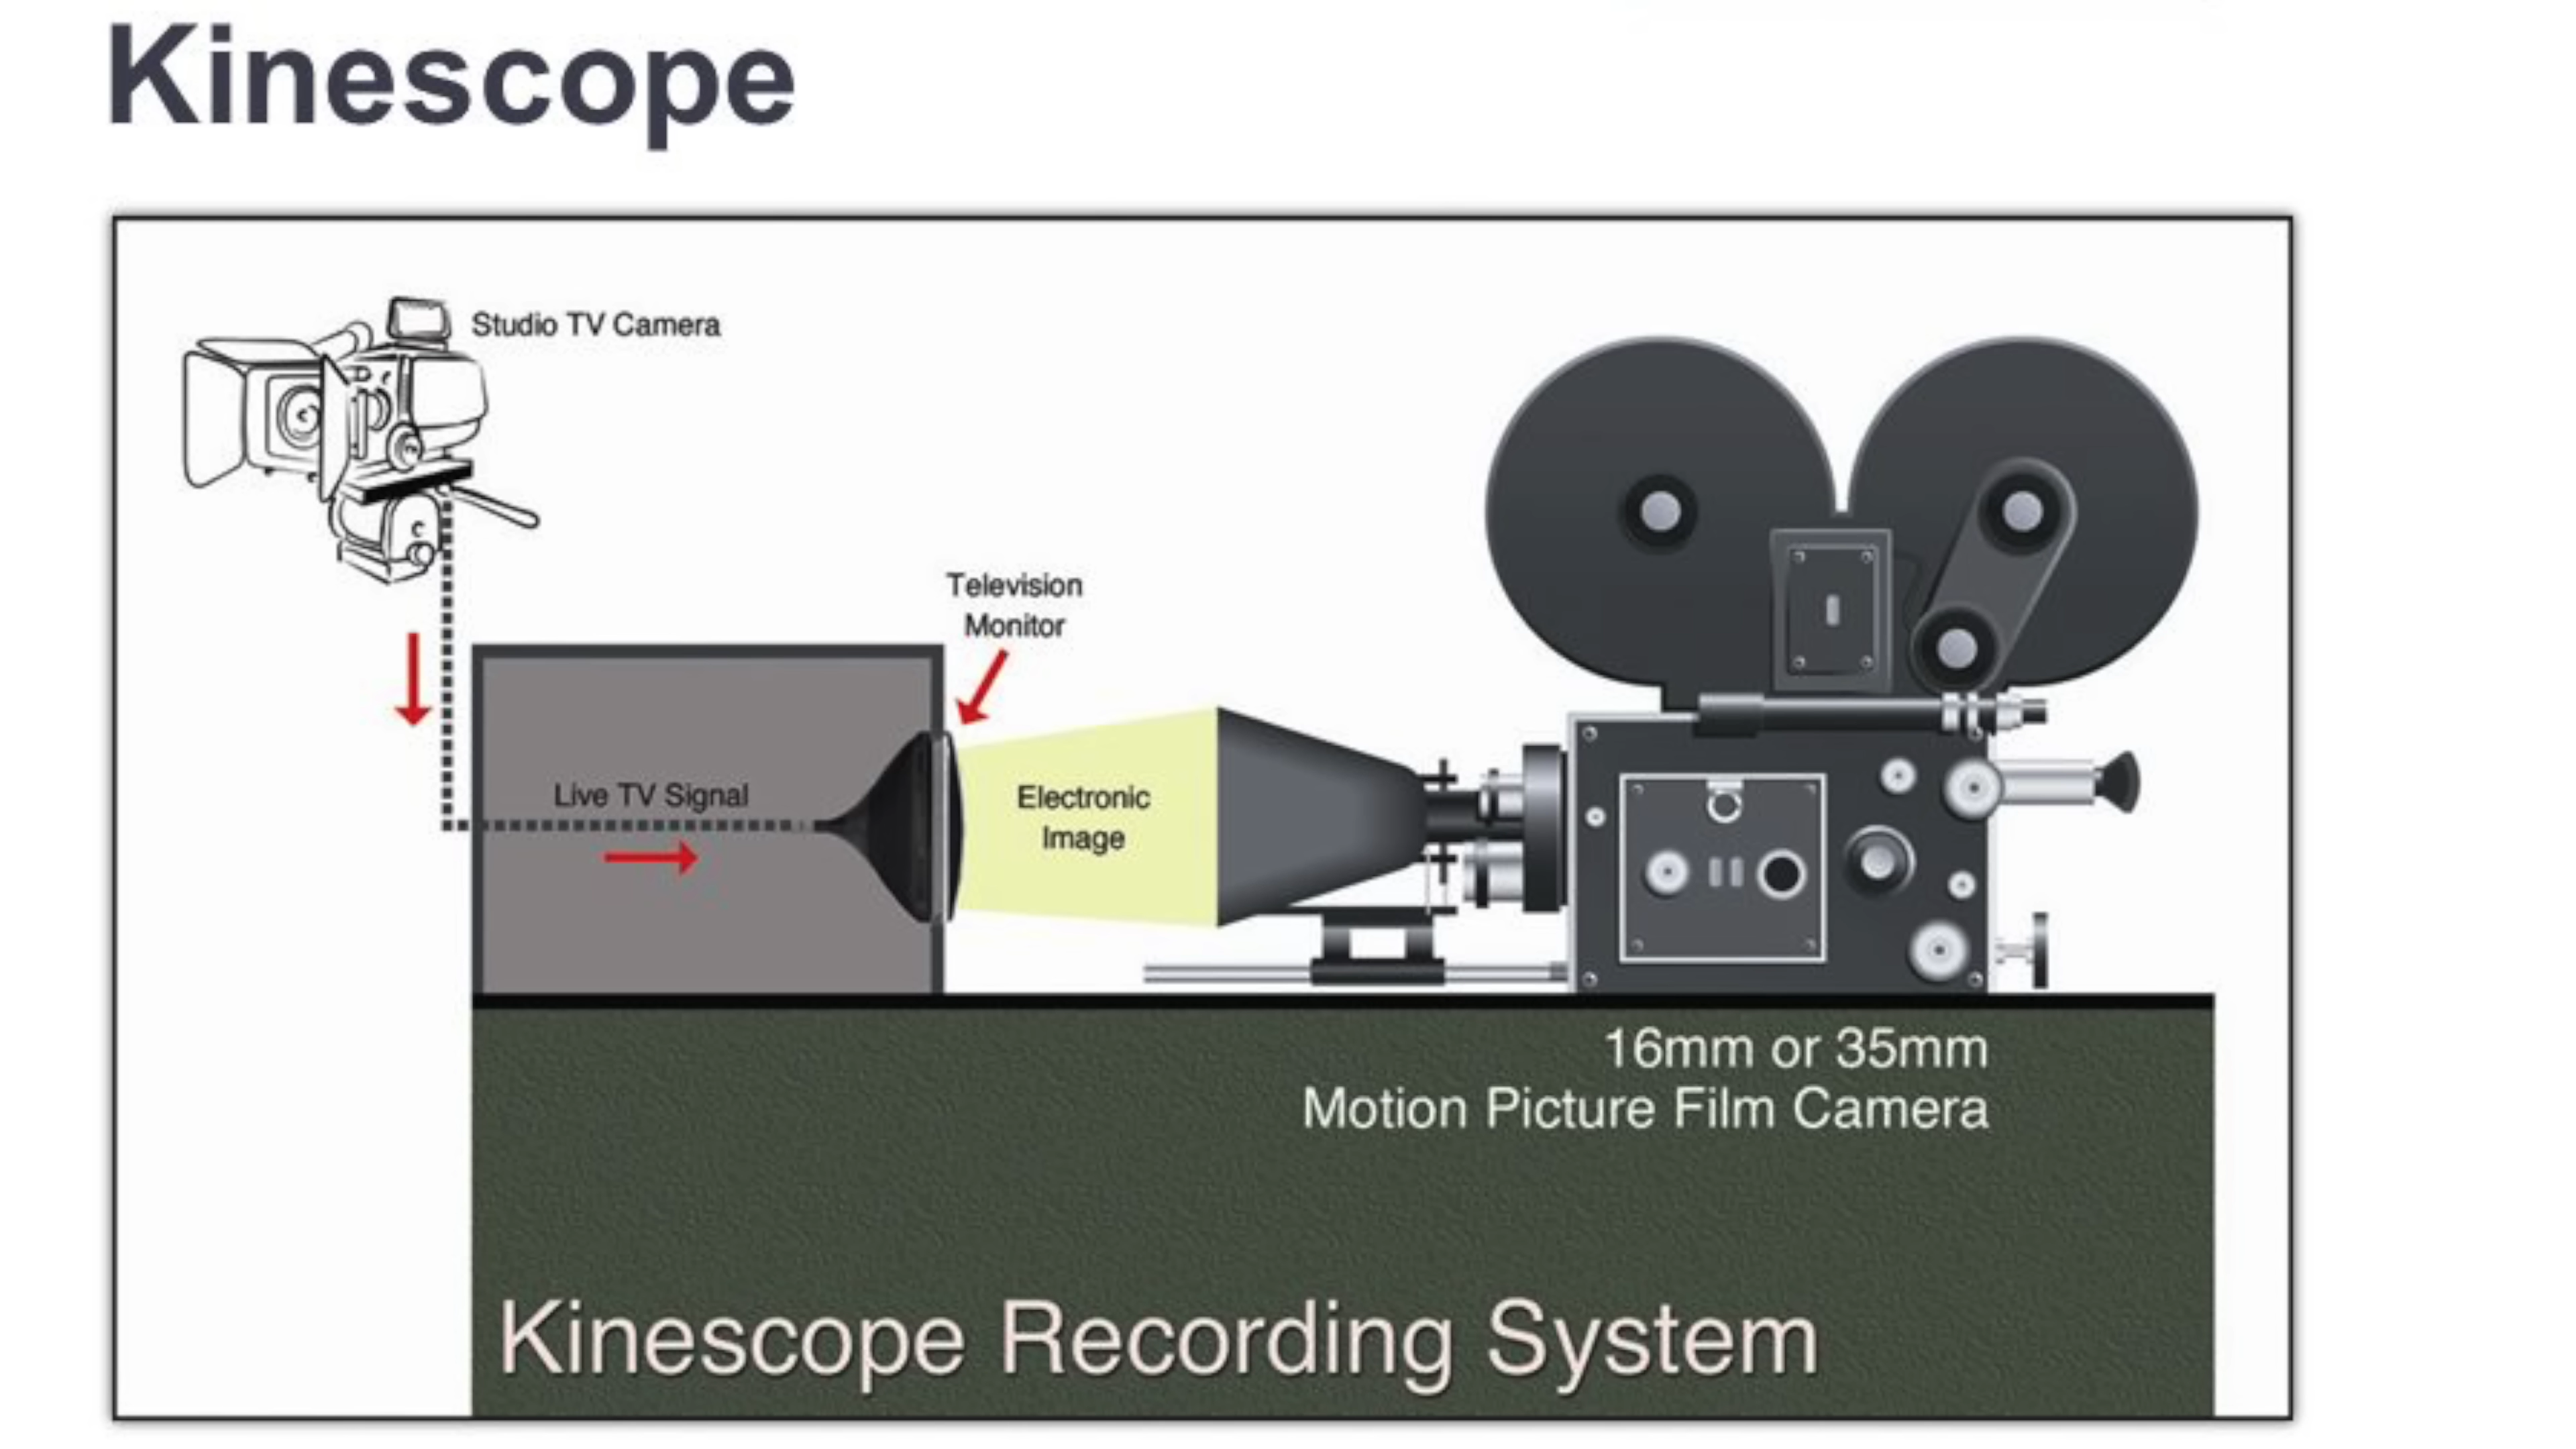 Kinescope
Studio TV Camera
Television
Monitor
Live TV Signal
Electronic
Image
16mm or 35mm
Motion Picture Film Camera
Kinescope Recording System